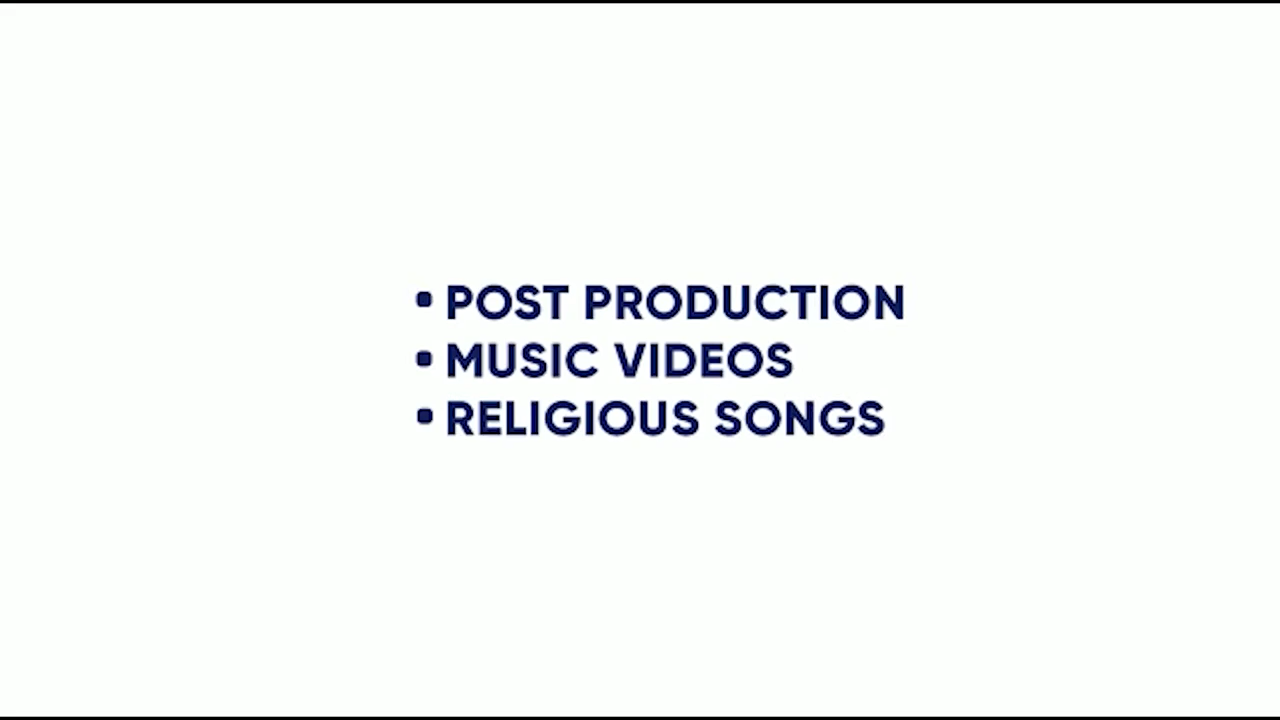 • POST PRODUCTION
• MUSIC VIDEOS
• RELIGIOUS SONGS